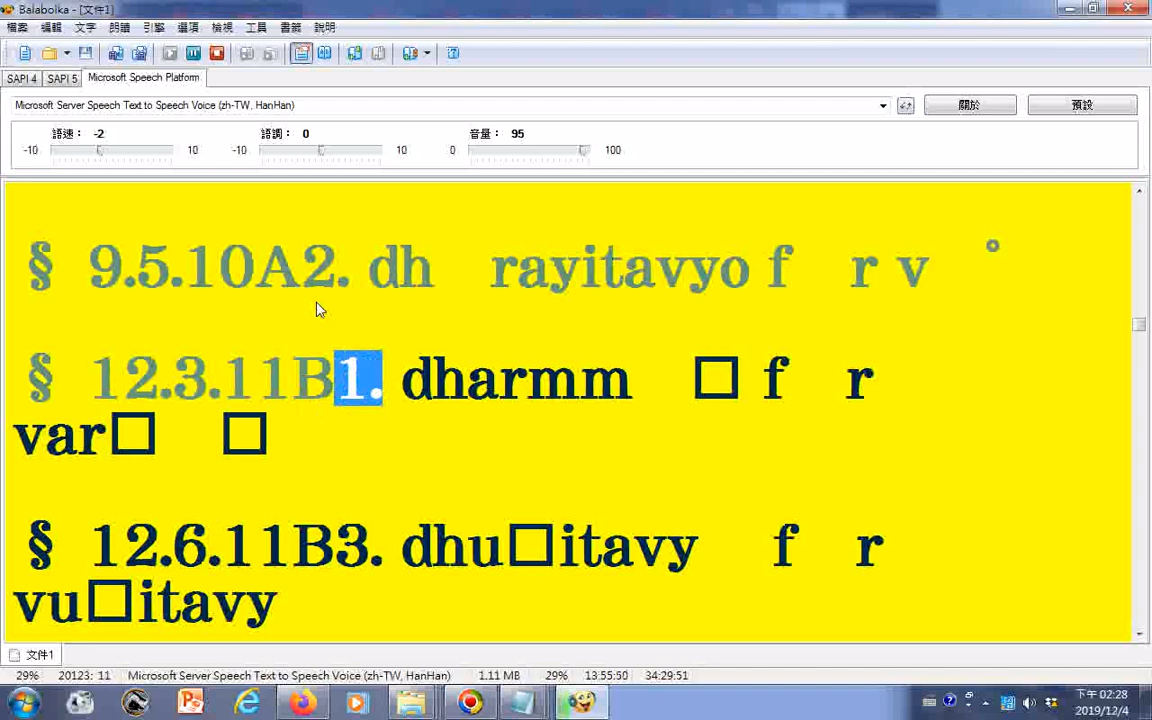 Balabolka - [文件1]
檔案 編輯 文字 朗讀 引擎 選項 檢視 工具 書籤 說明
SAPI 4 SAPI 5 Microsoft Speech Platform
Microsoft Server Speech Text to Speech Voice (zh-TW, HanHan) 關於 預設
語速： -2 語調： 0 音量： 95
-10 10 -10 10 0 100
§ 9.5.10A2. dh rayitavyo f r v °
§ 12.3.11B1. dharmm □ f r
var□ □
§ 12.6.11B3. dhu□itavy f r
vu□itavy
文件1
29% 20123: 11 Microsoft Server Speech Text to Speech Voice (zh-TW, HanHan) 1.11 MB 29% 13:55:50 34:29:51
下午 02:28
2019/12/4